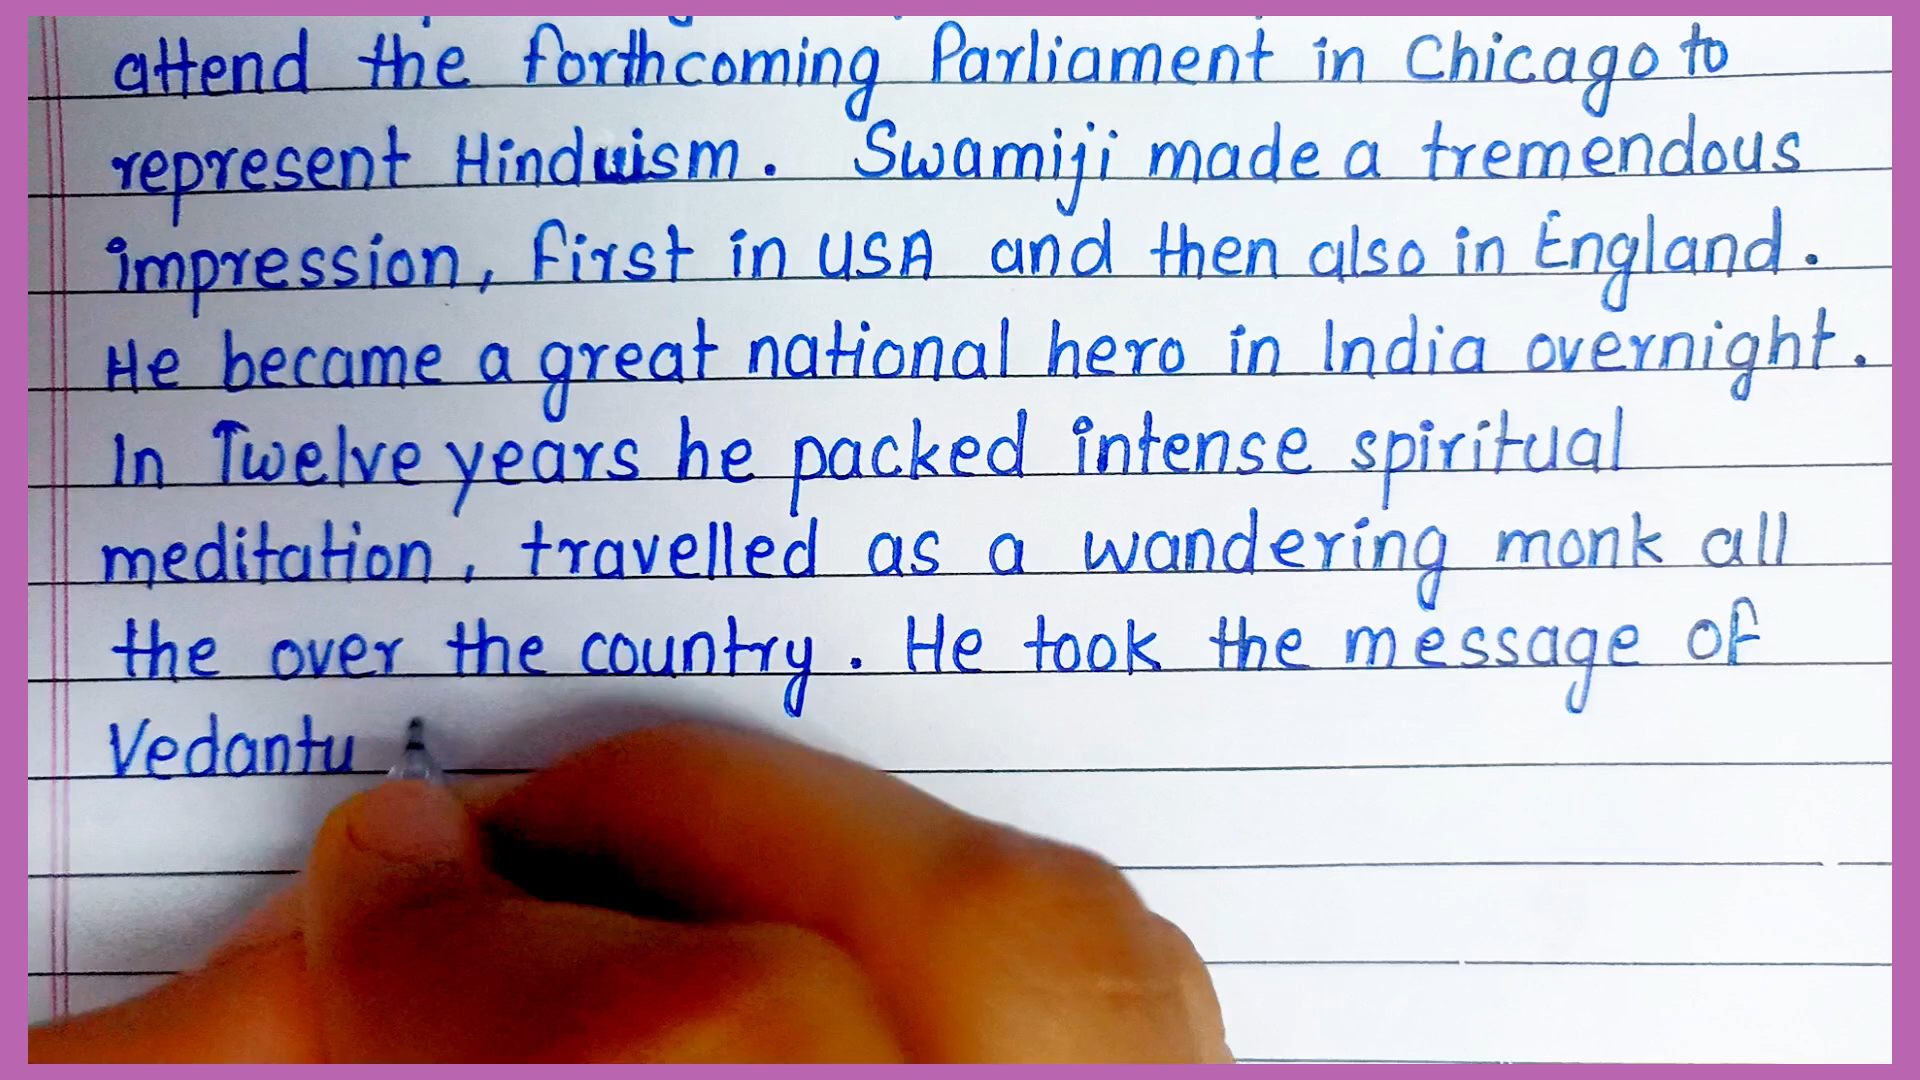 attend the forthcoming Parliament in Chicago to
represent Hinduism. Swamiji made a tremendous
impression, first in USA and then also in England.
He became a great national hero in India overnight.
In Twelve years he packed intense spiritual
meditation, travelled as a wandering monk all
the over the country. He took the message of
Vedantu